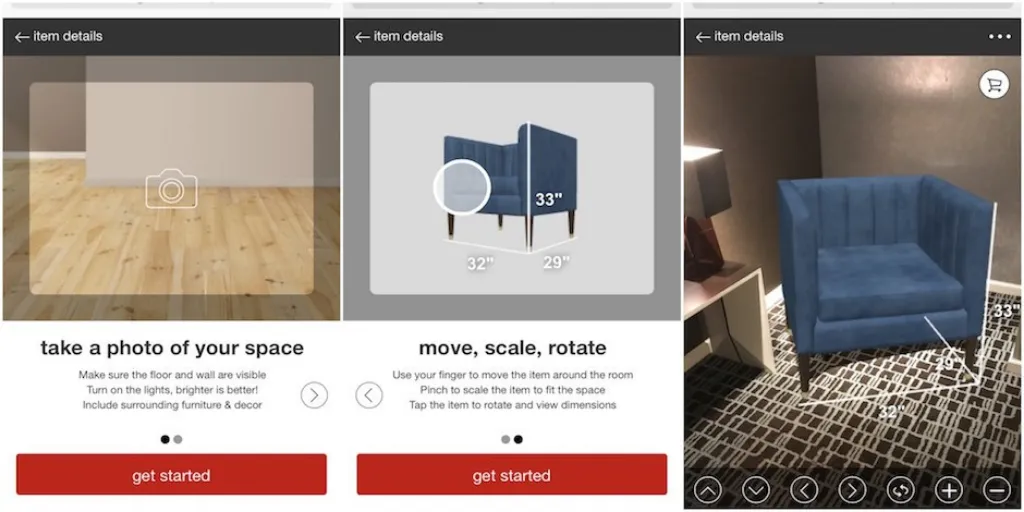 item details
take a photo of your space
Make sure the floor and wall are visible
Turn on the lights, brighter is better!
Include surrounding furniture & decor
get started
item details
33"
32"
29"
move, scale, rotate
Use your finger to move the item around the room
Pinch to scale the item to fit the space
Tap the item to rotate and view dimensions
get started
item details
33"
29"
32"